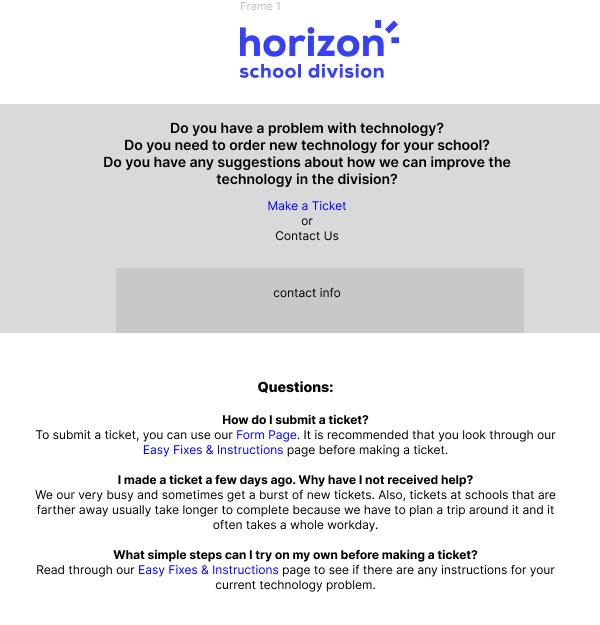 Frame 1
horizon
school division
Do you have a problem with technology?
Do you need to order new technology for your school?
Do you have any suggestions about how we can improve the
technology in the division?
Make a Ticket
or
Contact Us
contact info
Questions:
How do I submit a ticket?
To submit a ticket, you can use our Form Page. It is recommended that you look through our
Easy Fixes & Instructions page before making a ticket.
I made a ticket a few days ago. Why have I not received help?
We our very busy and sometimes get a burst of new tickets. Also, tickets at schools that are
farther away usually take longer to complete because we have to plan a trip around it and it
often takes a whole workday.
What simple steps can I try on my own before making a ticket?
Read through our Easy Fixes & Instructions page to see if there are any instructions for your
current technology problem.